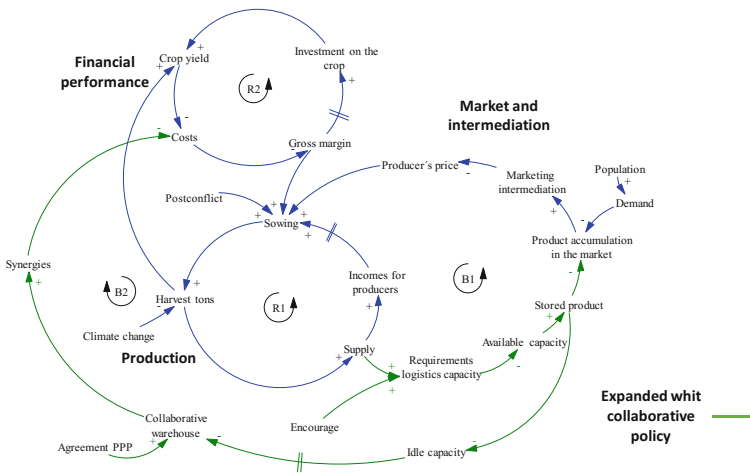 Financial
performance
Crop yield
+
+
Investment on the
crop
+
R2
-
Costs
-
-
Gross margin
Market and
intermediation
Producer´s price
-
Marketing
intermediation
+
Population
+
Demand
-
Product accumulation
in the market
-
Postconflict
+
+
+
+
Sowing
Synergies
+
B2
Harvest tons
+
-
R1
Incomes for
producers
+
B1
Stored product
+
Climate change
Production
Supply
+
Available capacity
-
Requirements
logistics capacity
+
+
Encourage
Collaborative
warehouse
+
-
Agreement PPP
Idle capacity
-
Expanded whit
collaborative
policy